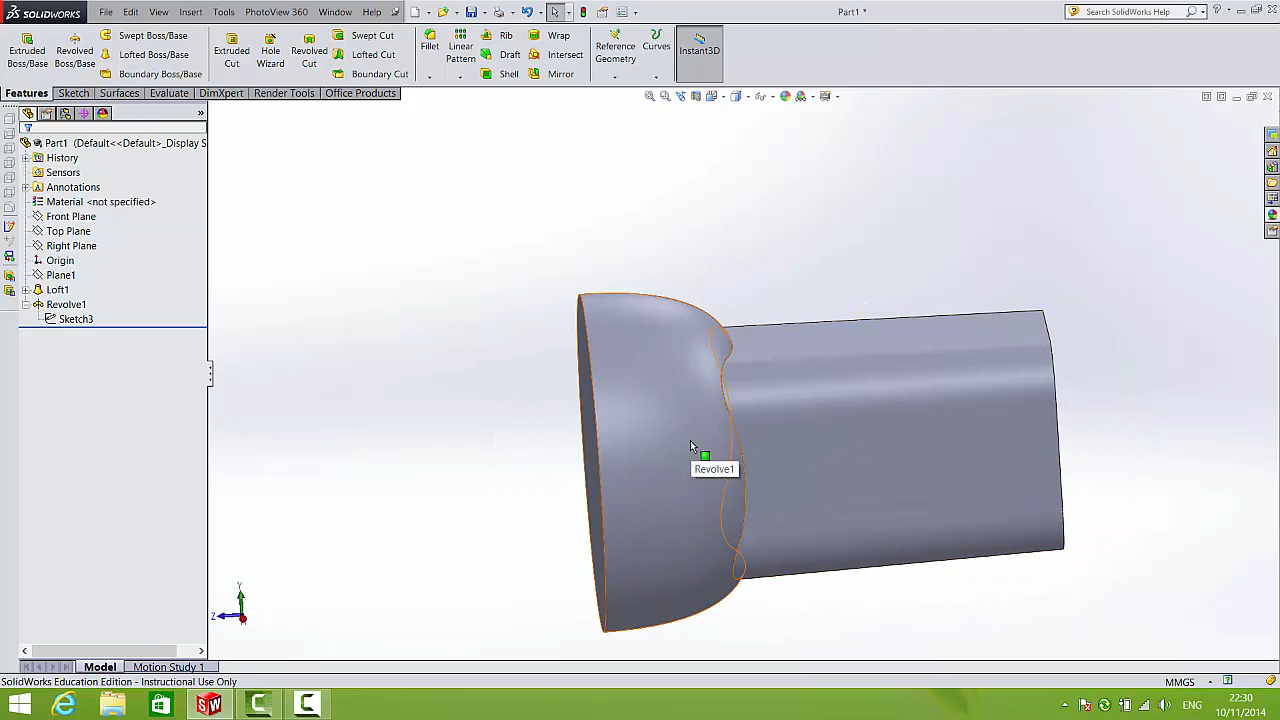 SOLIDWORKS File Edit View Insert Tools PhotoView 360 Window Help Part1 * Search SolidWorks Help
Extruded Boss/Base
Revolved Boss/Base
Swept Boss/Base
Lofted Boss/Base
Boundary Boss/Base
Extruded Cut
Hole Wizard
Revolved Cut
Swept Cut
Lofted Cut
Boundary Cut
Fillet
Linear Pattern
Rib
Draft
Shell
Wrap
Intersect
Mirror
Reference Geometry
Curves
Instant3D
Features Sketch Surfaces Evaluate DimXpert Render Tools Office Products
Part1 (Default<<Default>_Display S
History
Sensors
Annotations
Material <not specified>
Front Plane
Top Plane
Right Plane
Origin
Plane1
Loft1
Revolve1
Sketch3
Revolve1
Y
Z
Model Motion Study 1
SolidWorks Education Edition - Instructional Use Only MMGS
ENG 22:30
10/11/2014